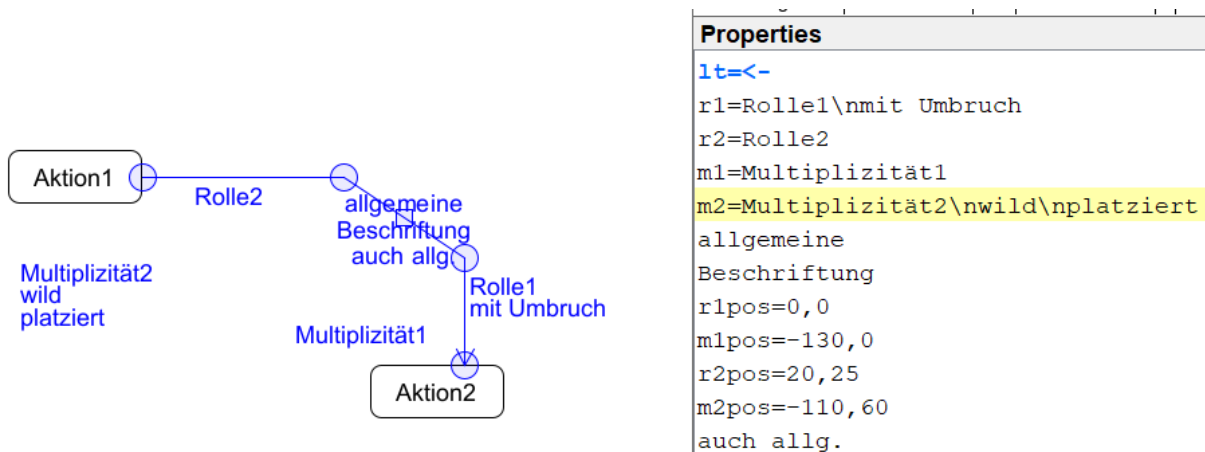 Aktion1
Rolle2
allgemeine
Beschriftung
auch allg.
Multiplizität2
wild
platziert
Rolle1
mit Umbruch
Multiplizität1
Aktion2
Properties
lt=<-
r1=Rolle1\nmit Umbruch
r2=Rolle2
m1=Multiplizität1
m2=Multiplizität2\nwild\nplatziert
allgemeine
Beschriftung
r1pos=0,0
m1pos=-130,0
r2pos=20,25
m2pos=-110,60
auch allg.